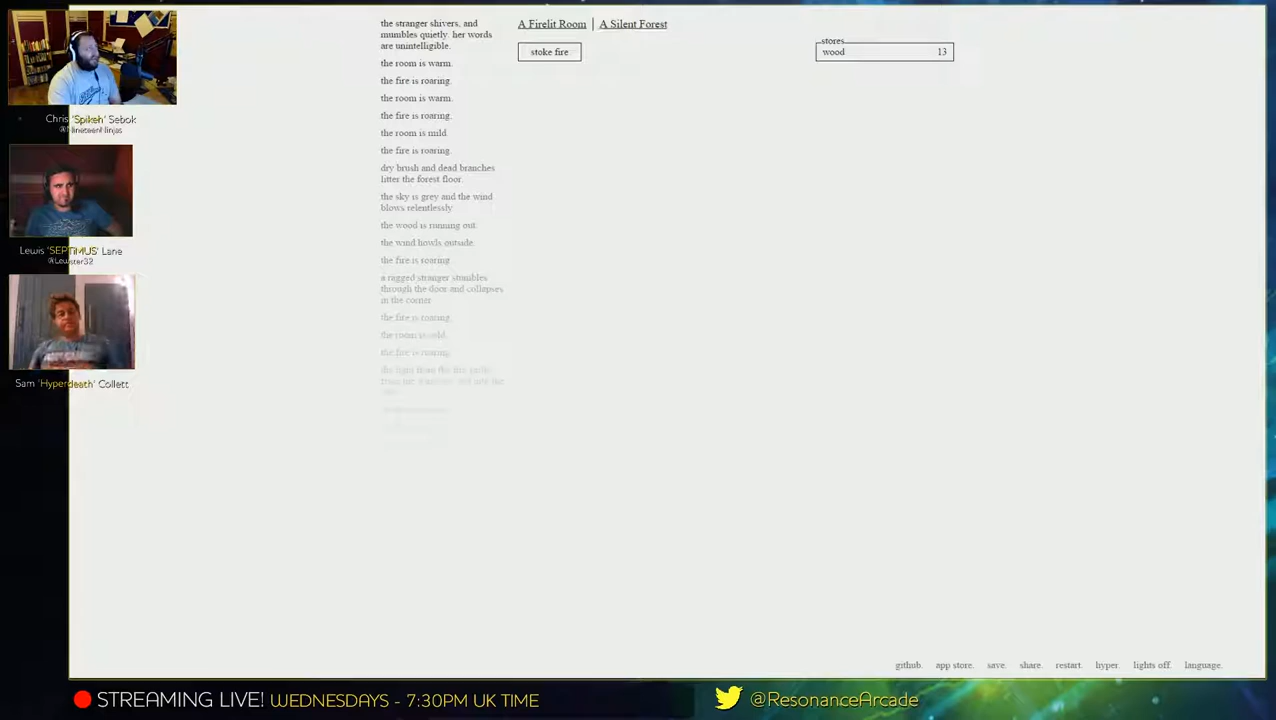 the stranger shivers, and
mumbles quietly. her words
are unintelligible.
the room is warm.
the fire is roaring.
the room is warm.
the fire is roaring.
the room is mild.
the fire is roaring.
dry brush and dead branches
litter the forest floor.
the sky is grey and the wind
blows relentlessly
the wood is running out.
the wind howls outside.
the fire is roaring
a ragged stranger stumbles
through the door and collapses
in the corner
the fire is roaring.
the room is cold.
the fire is roaring
the light from the fire
A Firelit Room | A Silent Forest
stoke fire
stores
wood 13
Chris 'Spikeh' Sebok
@NineteenNinjas
Lewis 'SEPTiMUS' Lane
@Lewster32
Sam 'Hyperdeath' Collett
github. app store. save. share. restart. hyper. lights off. language.
STREAMING LIVE! WEDNESDAYS - 7:30PM UK TIME
@ResonanceArcade